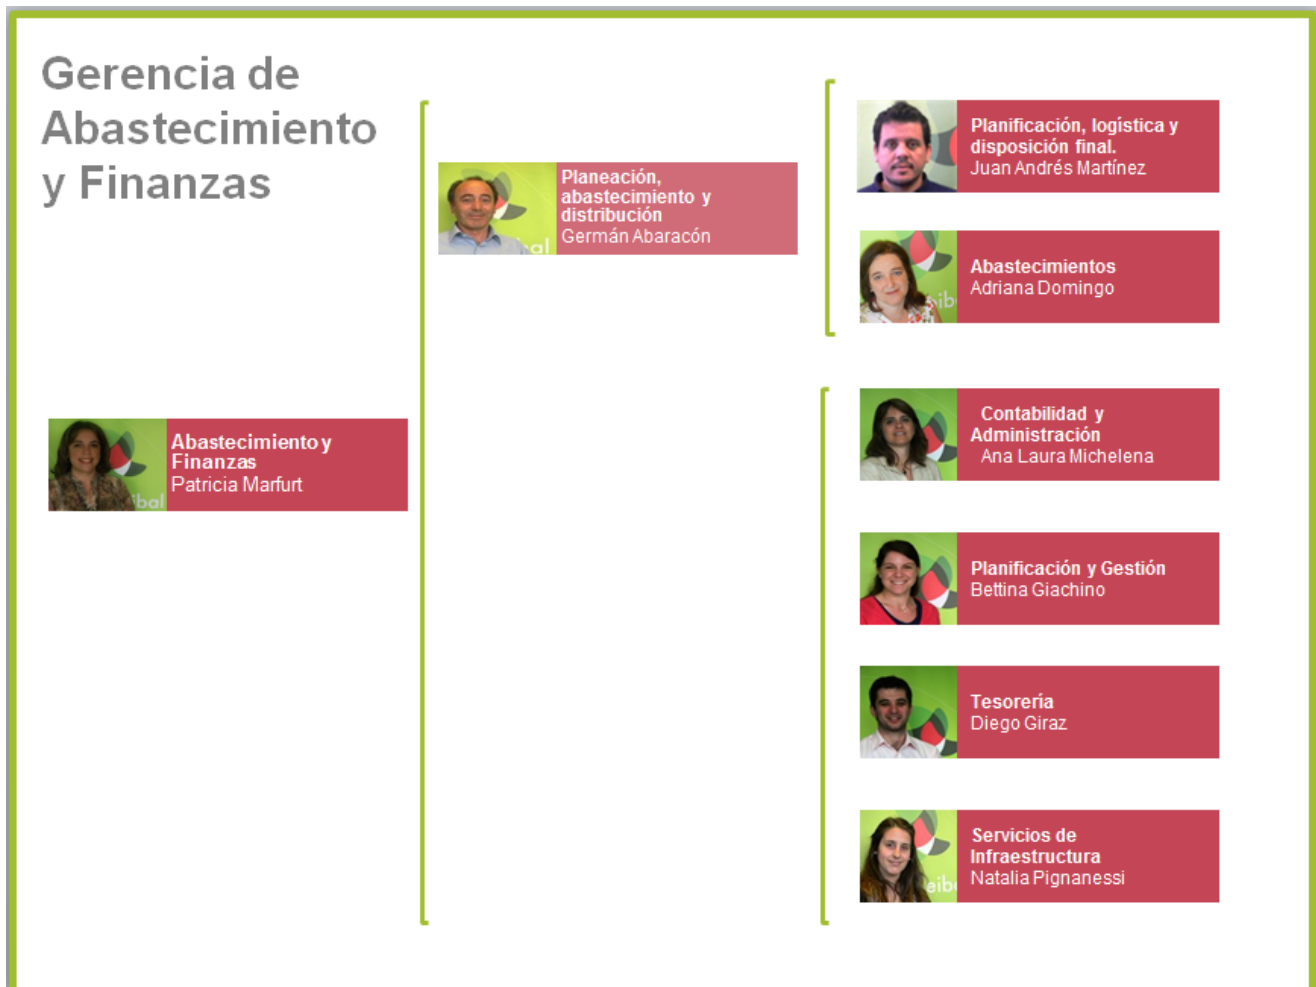 Gerencia de
Abastecimiento
y Finanzas
Abastecimiento y
Finanzas
Patricia Marfurt
Planeación,
abastecimiento y
distribución
Germán Abaracón
Planificación, logística y
disposición final.
Juan Andrés Martínez
Abastecimientos
Adriana Domingo
Contabilidad y
Administración
Ana Laura Michelena
Planificación y Gestión
Bettina Giachino
Tesorería
Diego Giraz
Servicios de
Infraestructura
Natalia Pignanessi